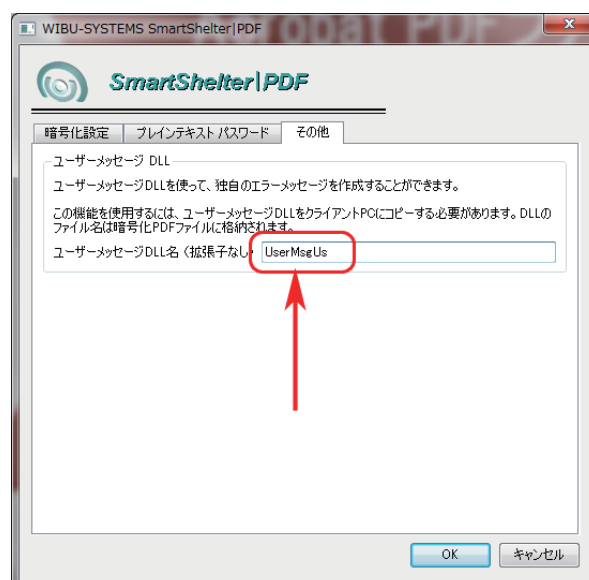 WIBU-SYSTEMS SmartShelter|PDF
SmartShelter|PDF
暗号化設定
プレインテキスト パスワード
その他
ユーザーメッセージ DLL
ユーザーメッセージDLLを使って、独自のエラーメッセージを作成することができます。
この機能を使用するには、ユーザーメッセージDLLをクライアントPCにコピーする必要があります。DLLの
ファイル名は暗号化PDFファイルに格納されます。
ユーザーメッセージDLL名 (拡張子なし)
UserMsgUs
OK
キャンセル